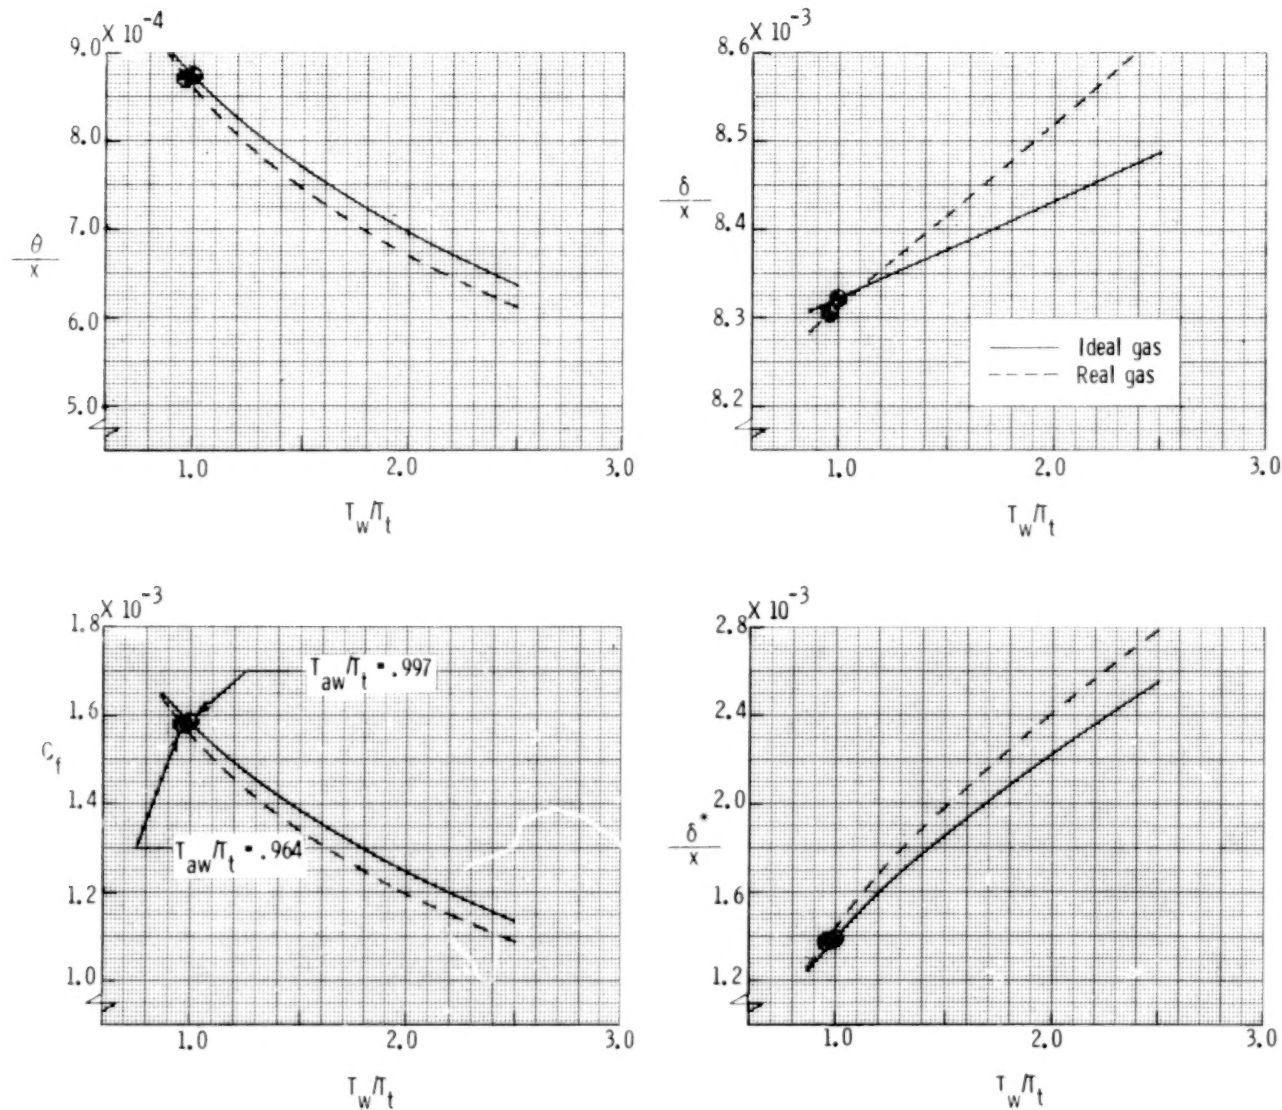 X 10⁻⁴
9.0
8.0
θ/x
7.0
6.0
5.0
1.0 2.0 3.0
T_w/T_t
X 10⁻³
8.6
8.5
δ/x
8.4
8.3
Ideal gas
Real gas
8.2
1.0 2.0 3.0
T_w/T_t
X 10⁻³
1.8
T_aw/T_t = .997
1.6
C_f
1.4
T_aw/T_t = .964
1.2
1.0
1.0 2.0 3.0
T_w/T_t
X 10⁻³
2.8
2.4
2.0
δ*/x
1.6
1.2
1.0 2.0 3.0
T_w/T_t